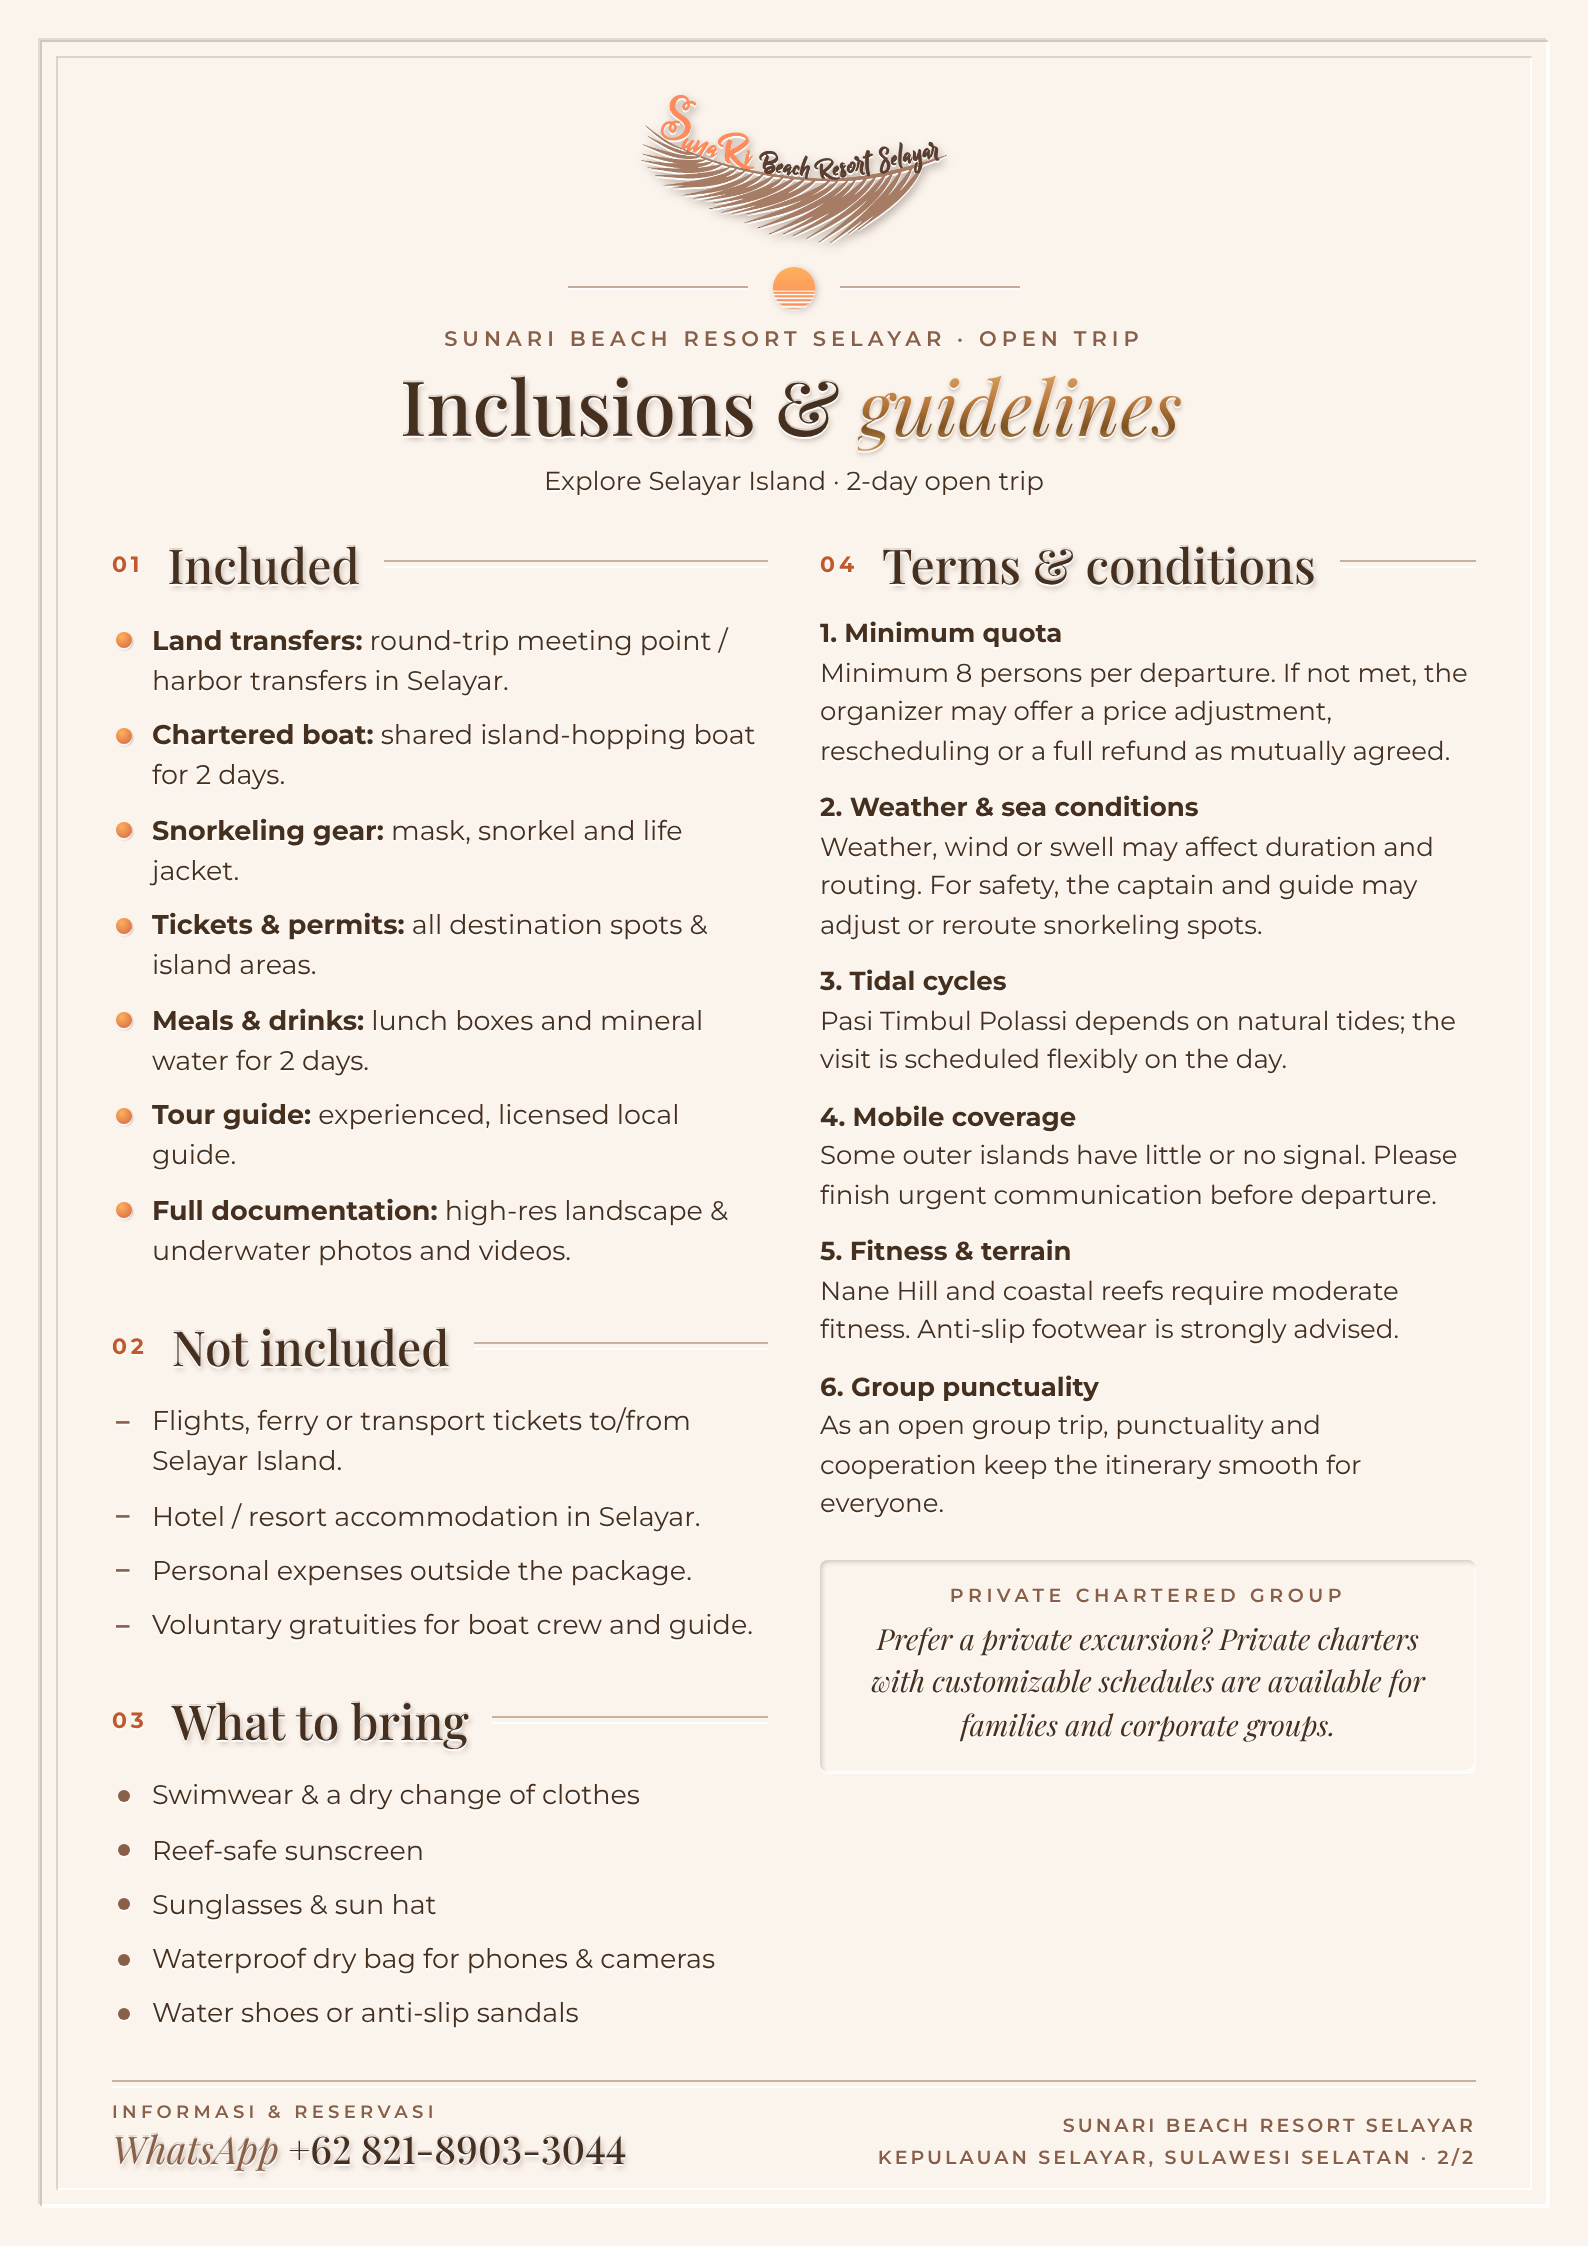 SunaRi Beach Resort Selayar
SUNARI BEACH RESORT SELAYAR · OPEN TRIP
Inclusions & guidelines
Explore Selayar Island · 2-day open trip
01 Included
Land transfers: round-trip meeting point /
harbor transfers in Selayar.
Chartered boat: shared island-hopping boat
for 2 days.
Snorkeling gear: mask, snorkel and life
jacket.
Tickets & permits: all destination spots &
island areas.
Meals & drinks: lunch boxes and mineral
water for 2 days.
Tour guide: experienced, licensed local
guide.
Full documentation: high-res landscape &
underwater photos and videos.
02 Not included
– Flights, ferry or transport tickets to/from
Selayar Island.
– Hotel / resort accommodation in Selayar.
– Personal expenses outside the package.
– Voluntary gratuities for boat crew and guide.
03 What to bring
• Swimwear & a dry change of clothes
• Reef-safe sunscreen
• Sunglasses & sun hat
• Waterproof dry bag for phones & cameras
• Water shoes or anti-slip sandals
04 Terms & conditions
1. Minimum quota
Minimum 8 persons per departure. If not met, the
organizer may offer a price adjustment,
rescheduling or a full refund as mutually agreed.
2. Weather & sea conditions
Weather, wind or swell may affect duration and
routing. For safety, the captain and guide may
adjust or reroute snorkeling spots.
3. Tidal cycles
Pasi Timbul Polassi depends on natural tides; the
visit is scheduled flexibly on the day.
4. Mobile coverage
Some outer islands have little or no signal. Please
finish urgent communication before departure.
5. Fitness & terrain
Nane Hill and coastal reefs require moderate
fitness. Anti-slip footwear is strongly advised.
6. Group punctuality
As an open group trip, punctuality and
cooperation keep the itinerary smooth for
everyone.
PRIVATE CHARTERED GROUP
Prefer a private excursion? Private charters
with customizable schedules are available for
families and corporate groups.
INFORMASI & RESERVASI
WhatsApp +62 821-8903-3044
SUNARI BEACH RESORT SELAYAR
KEPULAUAN SELAYAR, SULAWESI SELATAN · 2/2